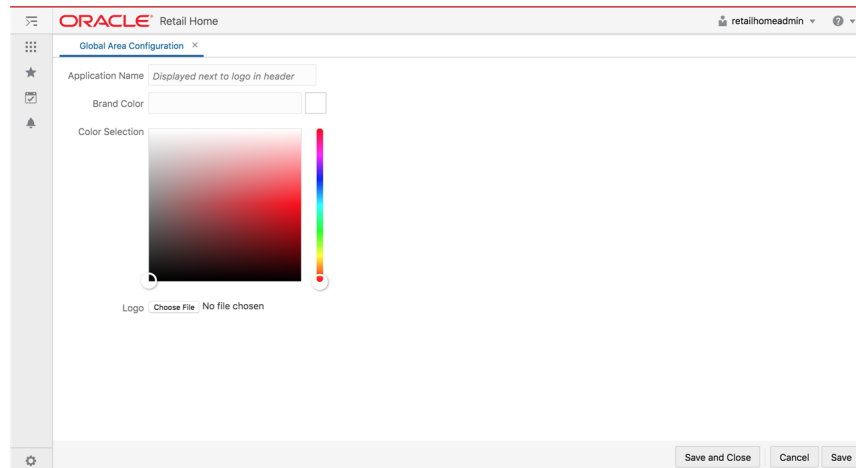 ORACLE® Retail Home
retailhomeadmin
?
Global Area Configuration ×
Application Name Displayed next to logo in header
Brand Color
Color Selection
Logo Choose File No file chosen
Save and Close Cancel Save